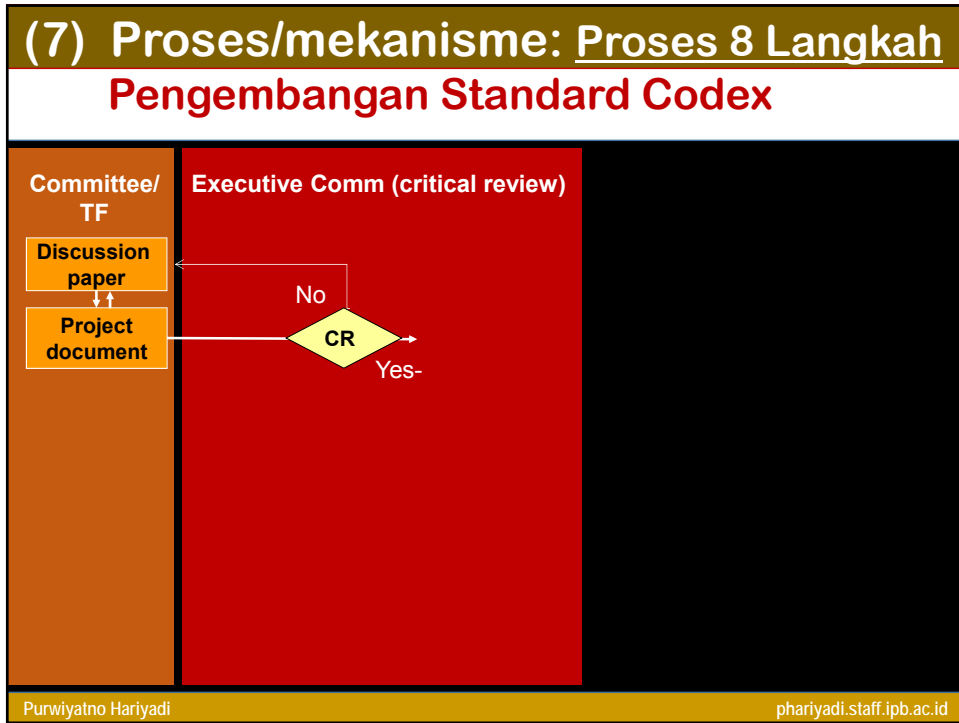 (7) Proses/mekanisme: Proses 8 Langkah
Pengembangan Standard Codex
Committee/
TF
Executive Comm (critical review)
Discussion
paper
No
Project
document
CR
Yes-
Purwiyatno Hariyadi
phariyadi.staff.ipb.ac.id